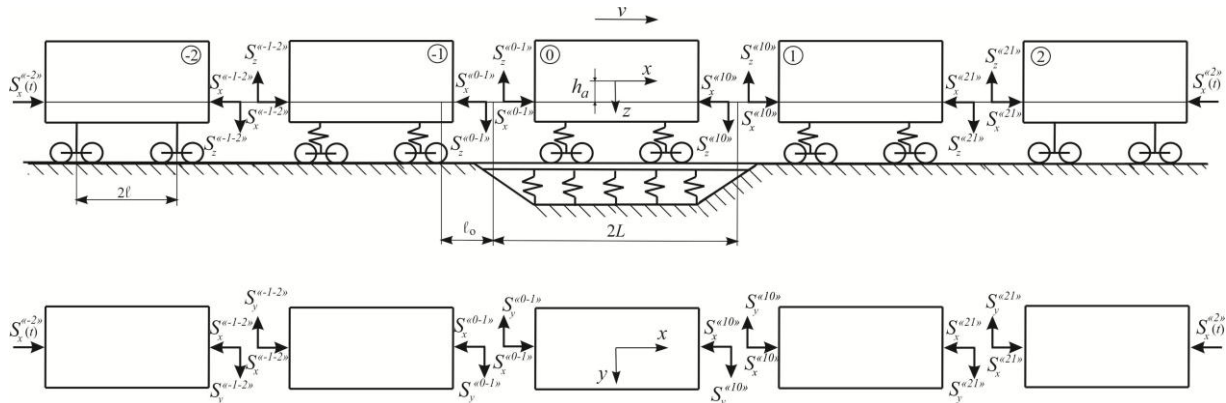 v
-2
-1
0
1
2
S_z^{«-1-2»}
S_z^{«0-1»}
S_z^{«10»}
S_z^{«21»}
S_x^{«-2»}(t)
S_x^{«-1-2»}
S_x^{«0-1»}
h_a
x
S_x^{«10»}
S_x^{«21»}
S_x^{«2»}(t)
S_x^{«-1-2»}
S_x^{«0-1»}
z
S_x^{«10»}
S_x^{«21»}
S_z^{«-1-2»}
S_z^{«0-1»}
S_z^{«10»}
S_z^{«21»}
2ℓ
ℓ_o
2L
S_y^{«-1-2»}
S_y^{«0-1»}
S_y^{«10»}
S_y^{«21»}
S_x^{«-2»}(t)
S_x^{«-1-2»}
S_x^{«0-1»}
x
S_x^{«10»}
S_x^{«21»}
S_x^{«2»}(t)
S_x^{«-1-2»}
S_x^{«0-1»}
y
S_x^{«10»}
S_x^{«21»}
S_y^{«-1-2»}
S_y^{«0-1»}
S_y^{«10»}
S_y^{«21»}